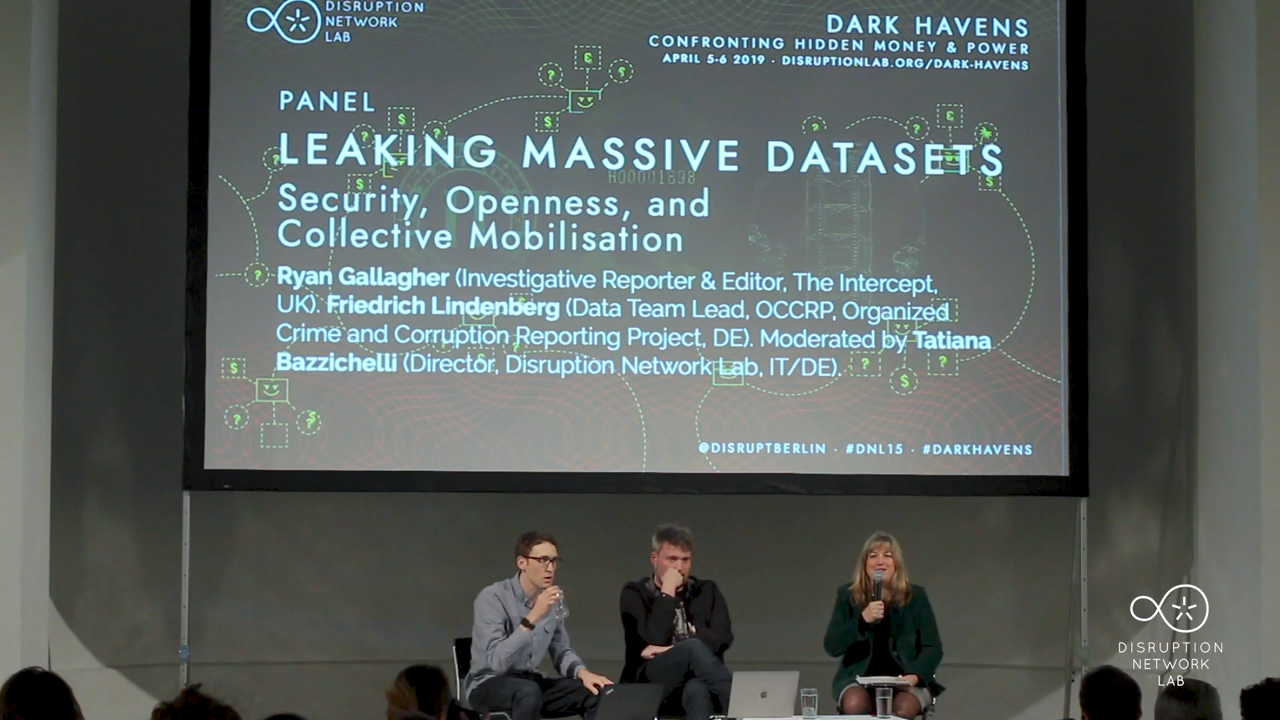 DISRUPTION
NETWORK
LAB
DARK HAVENS
CONFRONTING HIDDEN MONEY & POWER
APRIL 5-6 2019 · DISRUPTIONLAB.ORG/DARK-HAVENS
PANEL
LEAKING MASSIVE DATASETS
H00001898
Security, Openness, and
Collective Mobilisation
Ryan Gallagher (Investigative Reporter & Editor, The Intercept,
UK). Friedrich Lindenberg (Data Team Lead, OCCRP, Organized
Crime and Corruption Reporting Project, DE). Moderated by Tatiana
Bazzichelli (Director, Disruption Network Lab, IT/DE).
@DISRUPTBERLIN · #DNL15 · #DARKHAVENS
DISRUPTION
NETWORK
LAB